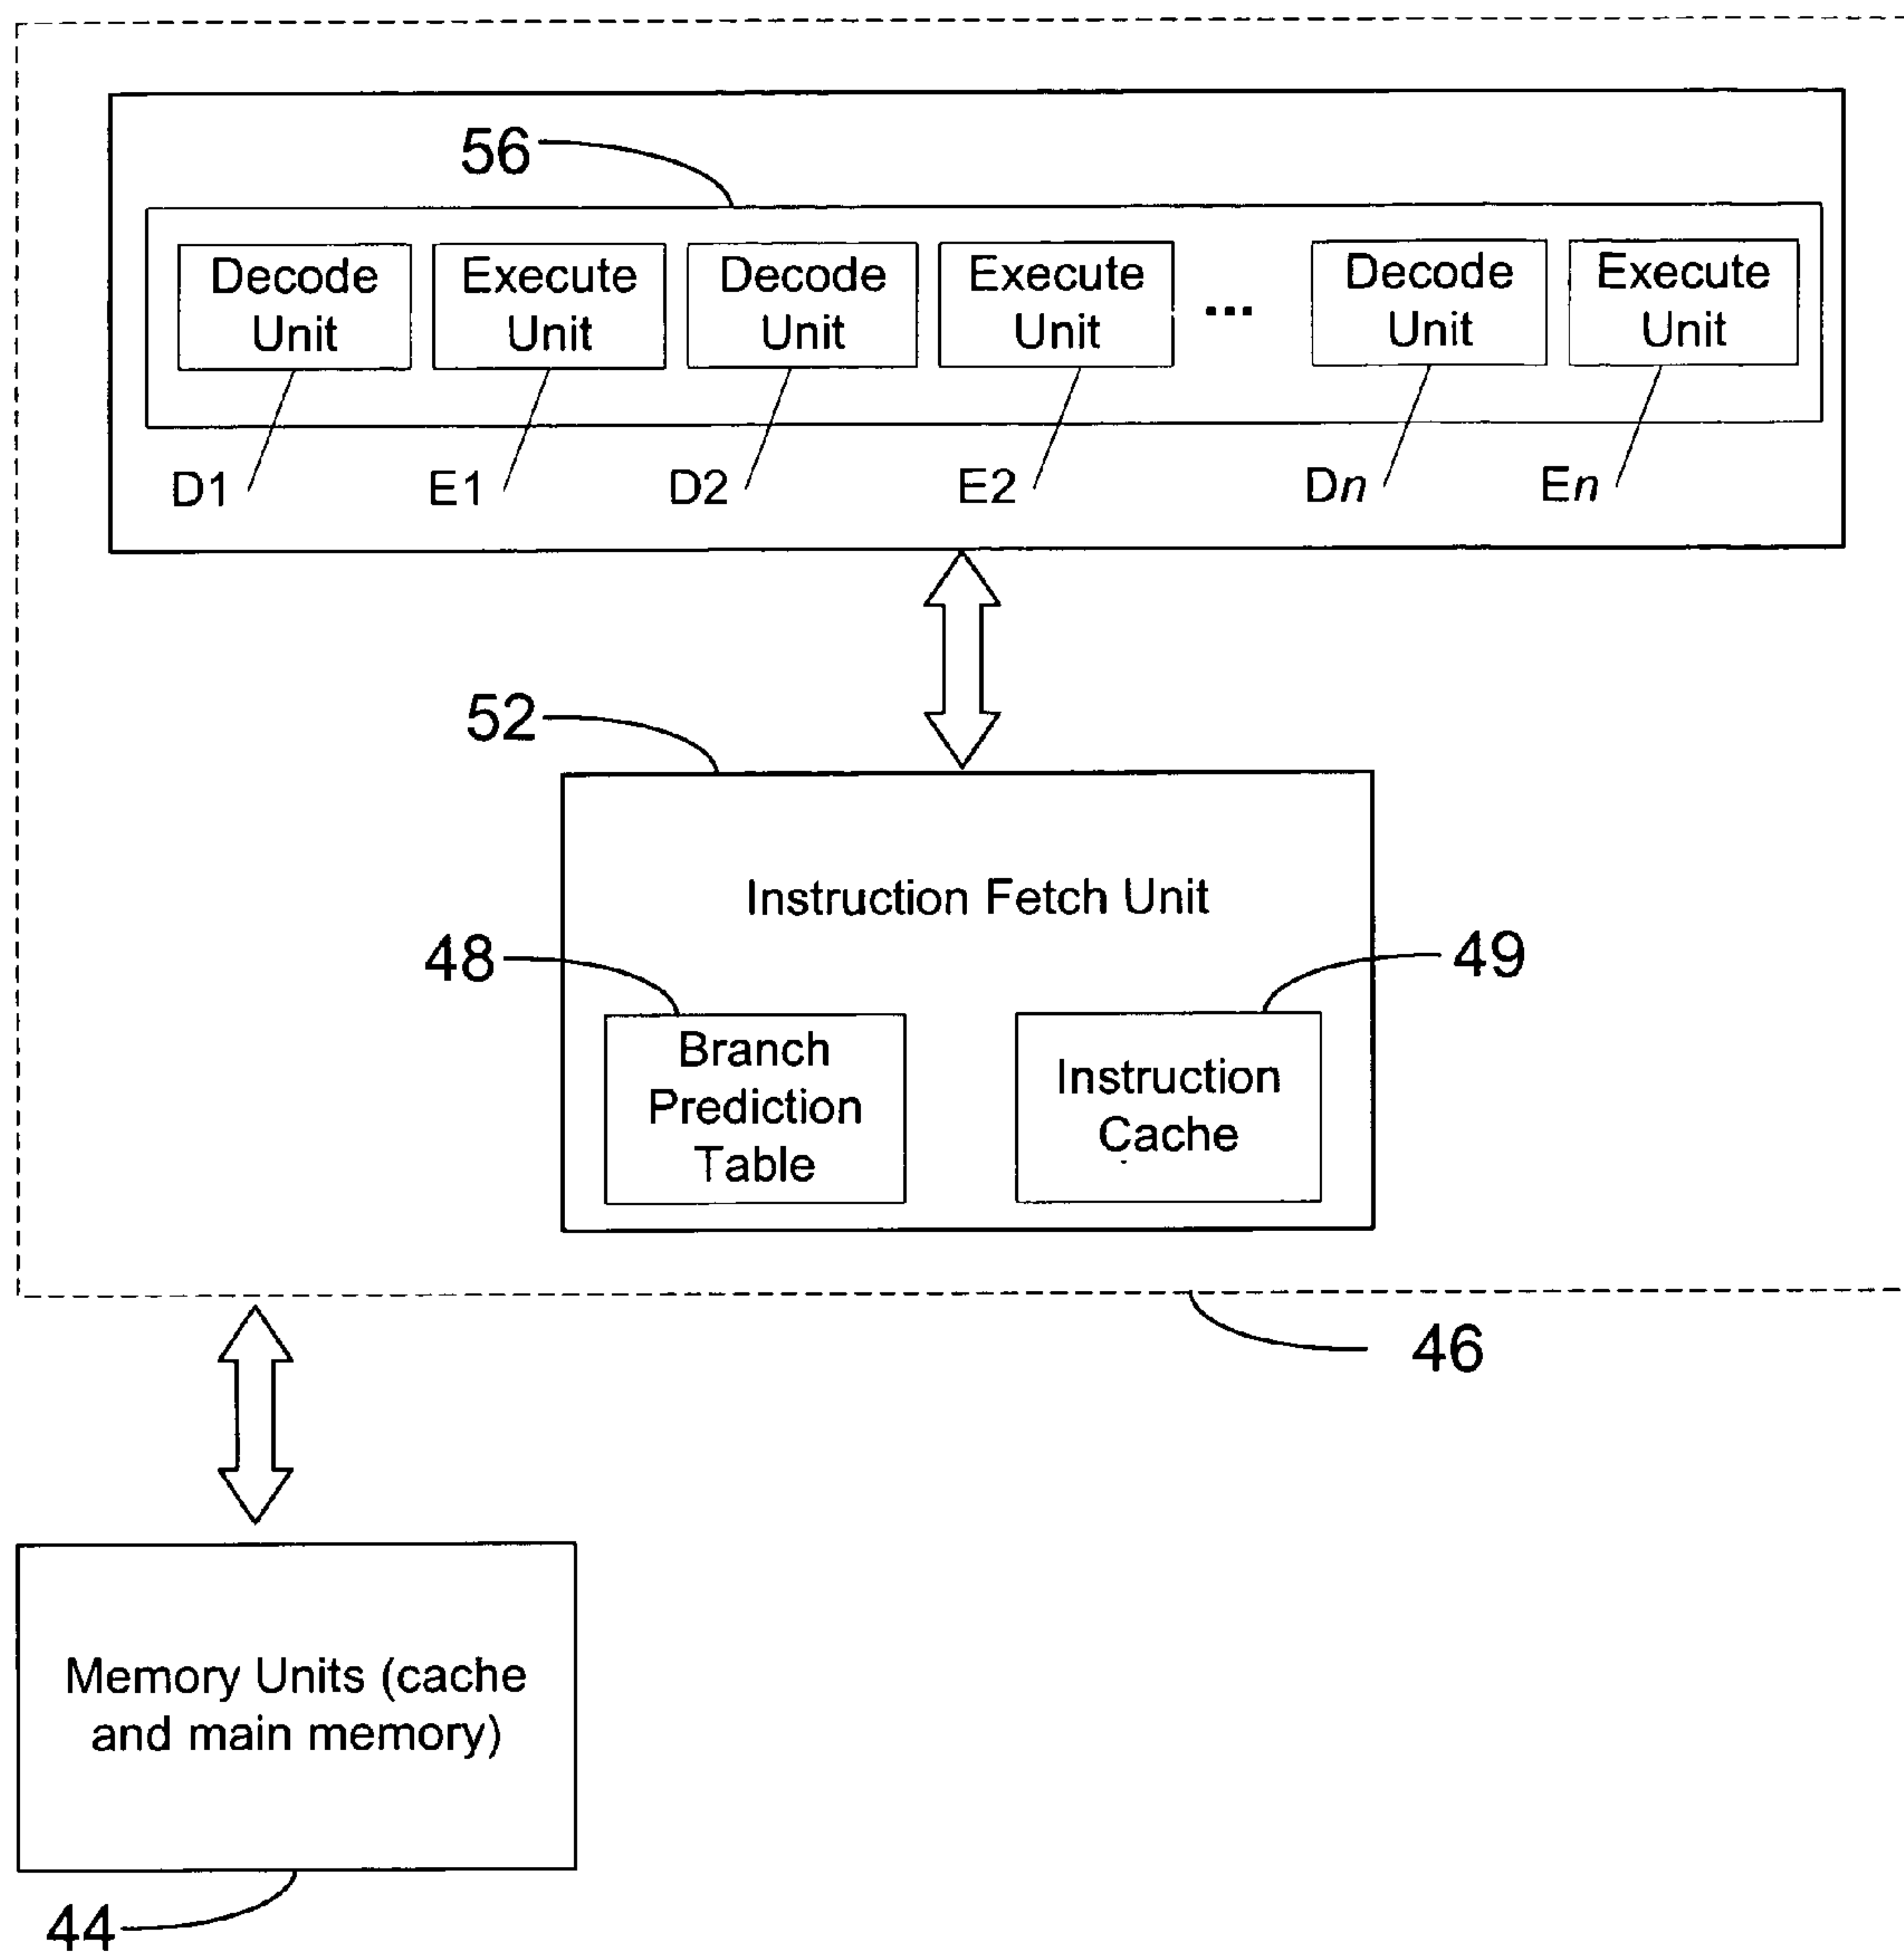 56
Decode Unit
Execute Unit
Decode Unit
Execute Unit
...
Decode Unit
Execute Unit
D1
E1
D2
E2
Dn
En
52
Instruction Fetch Unit
48
49
Branch
Prediction
Table
Instruction
Cache
46
Memory Units (cache
and main memory)
44